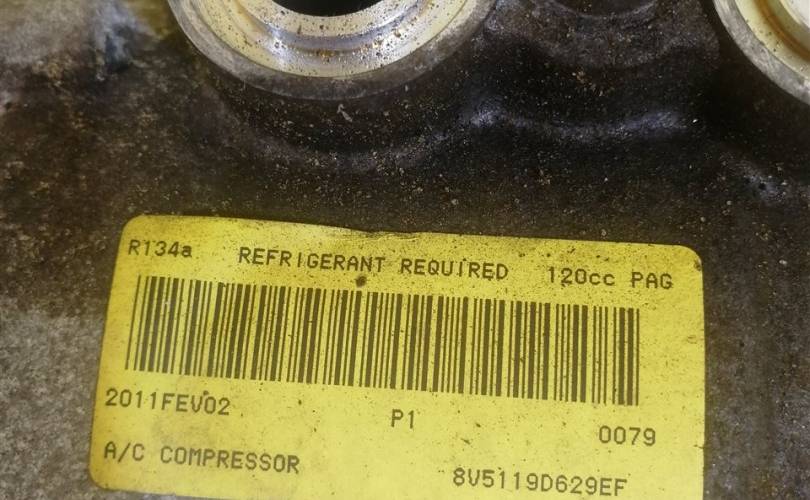 R134a REFRIGERANT REQUIRED 120cc PAG
2011FEV02 P1 0079
A/C COMPRESSOR 8V5119D629EF